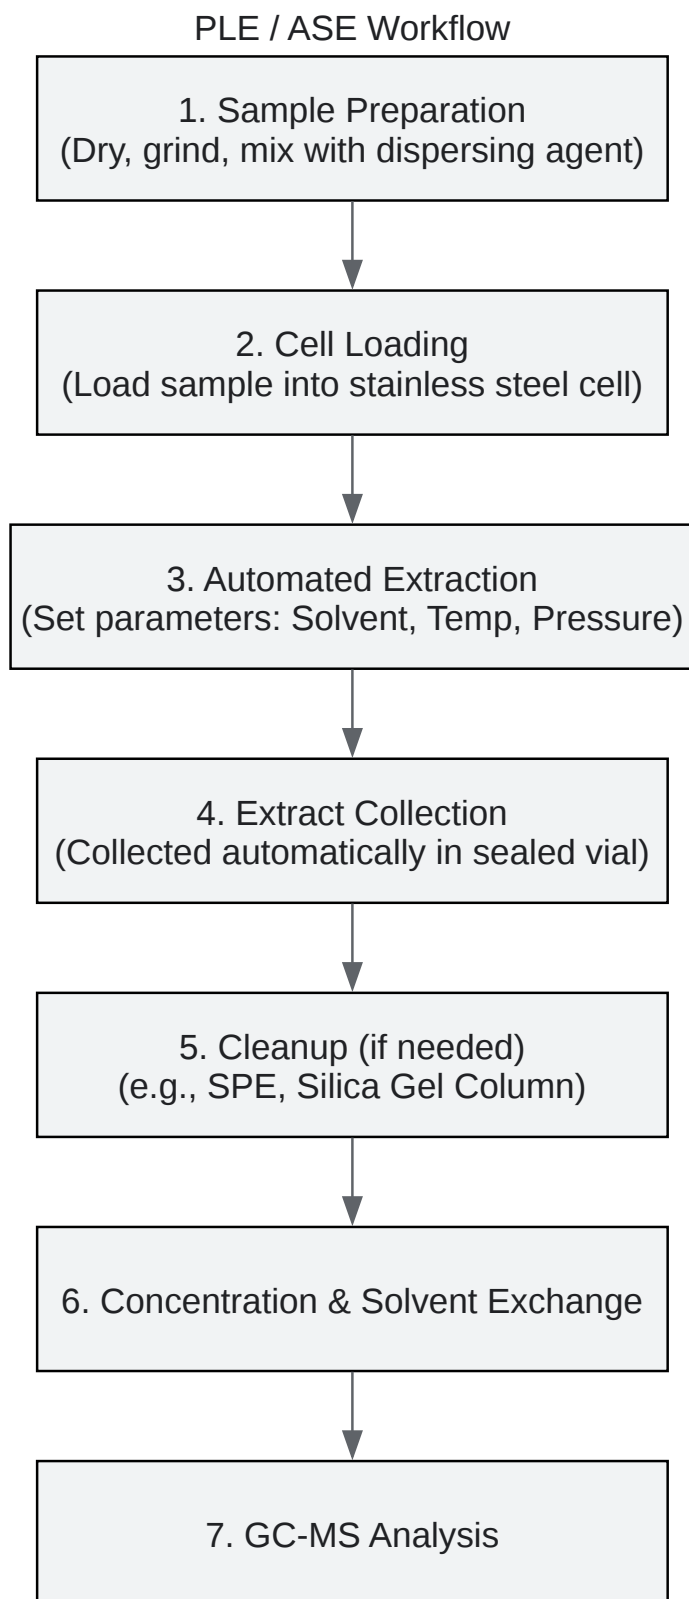 PLE / ASE Workflow
1. Sample Preparation
(Dry, grind, mix with dispersing agent)
2. Cell Loading
(Load sample into stainless steel cell)
3. Automated Extraction
(Set parameters: Solvent, Temp, Pressure)
4. Extract Collection
(Collected automatically in sealed vial)
5. Cleanup (if needed)
(e.g., SPE, Silica Gel Column)
6. Concentration & Solvent Exchange
7. GC-MS Analysis